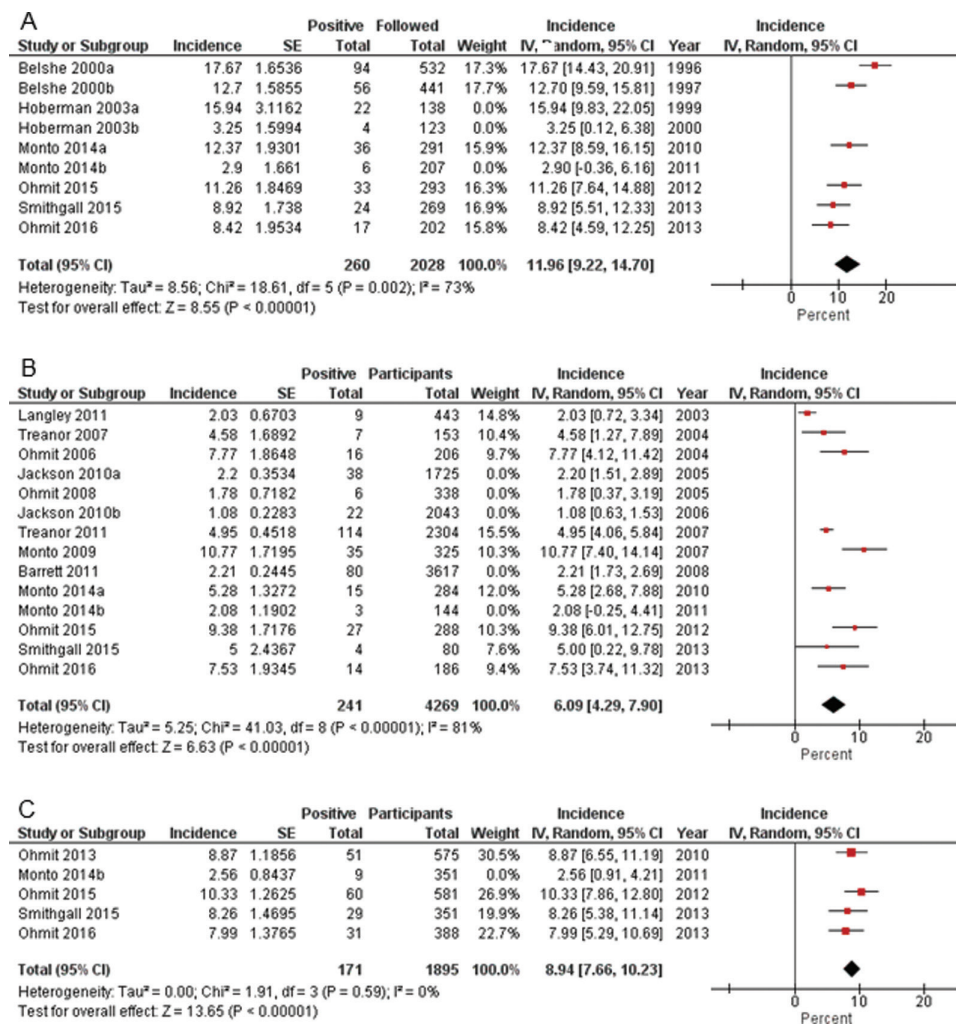 A
Positive Followed Incidence Incidence
Study or Subgroup Incidence SE Total Total Weight IV, Random, 95% CI Year IV, Random, 95% CI
Belshe 2000a 17.67 1.6536 94 532 17.3% 17.67 [14.43, 20.91] 1996
Belshe 2000b 12.7 1.5855 56 441 17.7% 12.70 [9.59, 15.81] 1997
Hoberman 2003a 15.94 3.1162 22 138 0.0% 15.94 [9.83, 22.05] 1999
Hoberman 2003b 3.25 1.5994 4 123 0.0% 3.25 [0.12, 6.38] 2000
Monto 2014a 12.37 1.9301 36 291 15.9% 12.37 [8.59, 16.15] 2010
Monto 2014b 2.9 1.661 6 207 0.0% 2.90 [-0.36, 6.16] 2011
Ohmit 2015 11.26 1.8469 33 293 16.3% 11.26 [7.64, 14.88] 2012
Smithgall 2015 8.92 1.738 24 269 16.9% 8.92 [5.51, 12.33] 2013
Ohmit 2016 8.42 1.9534 17 202 15.8% 8.42 [4.59, 12.25] 2013
Total (95% CI) 260 2028 100.0% 11.96 [9.22, 14.70]
Heterogeneity: Tau² = 8.56; Chi² = 18.61, df = 5 (P = 0.002); I² = 73%
Test for overall effect: Z = 8.55 (P < 0.00001)
0 10 20
Percent
B
Positive Participants Incidence Incidence
Study or Subgroup Incidence SE Total Total Weight IV, Random, 95% CI Year IV, Random, 95% CI
Langley 2011 2.03 0.6703 9 443 14.8% 2.03 [0.72, 3.34] 2003
Treanor 2007 4.58 1.6892 7 153 10.4% 4.58 [1.27, 7.89] 2004
Ohmit 2006 7.77 1.8648 16 206 9.7% 7.77 [4.12, 11.42] 2004
Jackson 2010a 2.2 0.3534 38 1725 0.0% 2.20 [1.51, 2.89] 2005
Ohmit 2008 1.78 0.7182 6 338 0.0% 1.78 [0.37, 3.19] 2005
Jackson 2010b 1.08 0.2283 22 2043 0.0% 1.08 [0.63, 1.53] 2006
Treanor 2011 4.95 0.4518 114 2304 15.5% 4.95 [4.06, 5.84] 2007
Monto 2009 10.77 1.7195 35 325 10.3% 10.77 [7.40, 14.14] 2007
Barrett 2011 2.21 0.2445 80 3617 0.0% 2.21 [1.73, 2.69] 2008
Monto 2014a 5.28 1.3272 15 284 12.0% 5.28 [2.68, 7.88] 2010
Monto 2014b 2.08 1.1902 3 144 0.0% 2.08 [-0.25, 4.41] 2011
Ohmit 2015 9.38 1.7176 27 288 10.3% 9.38 [6.01, 12.75] 2012
Smithgall 2015 5 2.4367 4 80 7.6% 5.00 [0.22, 9.78] 2013
Ohmit 2016 7.53 1.9345 14 186 9.4% 7.53 [3.74, 11.32] 2013
Total (95% CI) 241 4269 100.0% 6.09 [4.29, 7.90]
Heterogeneity: Tau² = 5.25; Chi² = 41.03, df = 8 (P < 0.00001); I² = 81%
Test for overall effect: Z = 6.63 (P < 0.00001)
0 10 20
Percent
C
Positive Participants Incidence Incidence
Study or Subgroup Incidence SE Total Total Weight IV, Random, 95% CI Year IV, Random, 95% CI
Ohmit 2013 8.87 1.1856 51 575 30.5% 8.87 [6.55, 11.19] 2010
Monto 2014b 2.56 0.8437 9 351 0.0% 2.56 [0.91, 4.21] 2011
Ohmit 2015 10.33 1.2625 60 581 26.9% 10.33 [7.86, 12.80] 2012
Smithgall 2015 8.26 1.4695 29 351 19.9% 8.26 [5.38, 11.14] 2013
Ohmit 2016 7.99 1.3765 31 388 22.7% 7.99 [5.29, 10.69] 2013
Total (95% CI) 171 1895 100.0% 8.94 [7.66, 10.23]
Heterogeneity: Tau² = 0.00; Chi² = 1.91, df = 3 (P = 0.59); I² = 0%
Test for overall effect: Z = 13.65 (P < 0.00001)
0 10 20
Percent